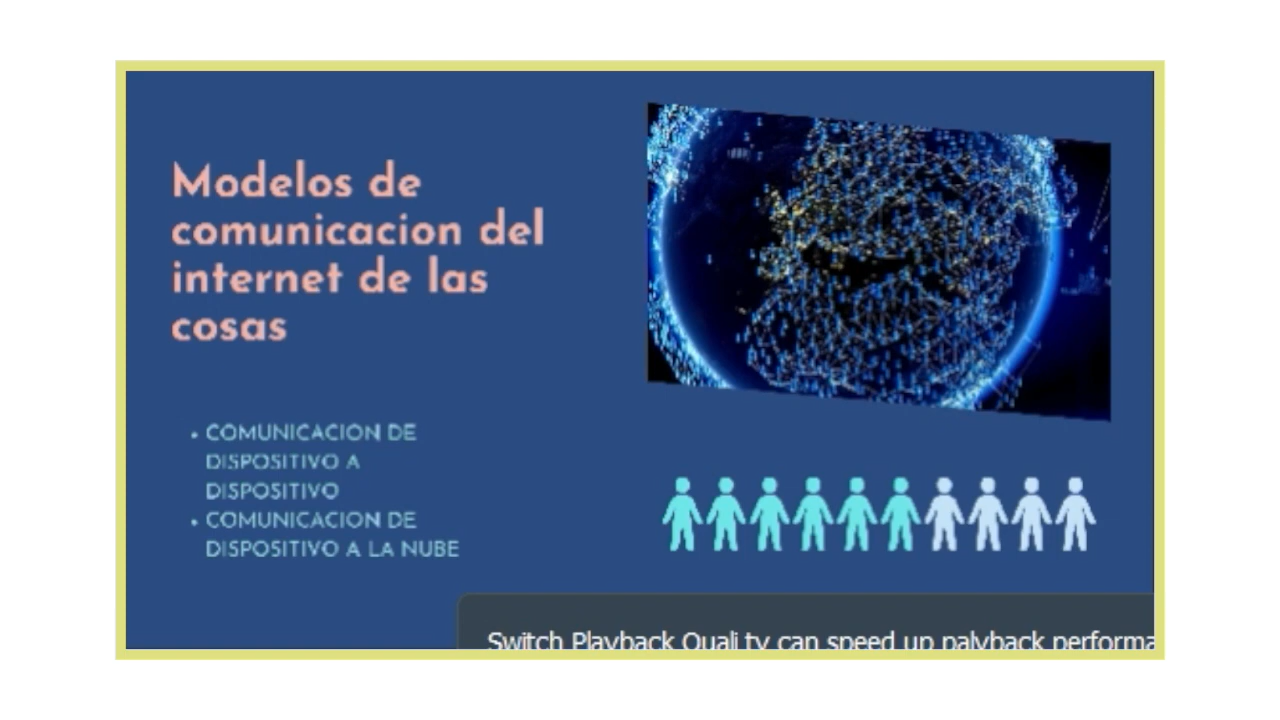 Modelos de
comunicacion del
internet de las
cosas
• COMUNICACION DE
DISPOSITIVO A
DISPOSITIVO
• COMUNICACION DE
DISPOSITIVO A LA NUBE
Switch Playback Quali ty can speed up palyback performa